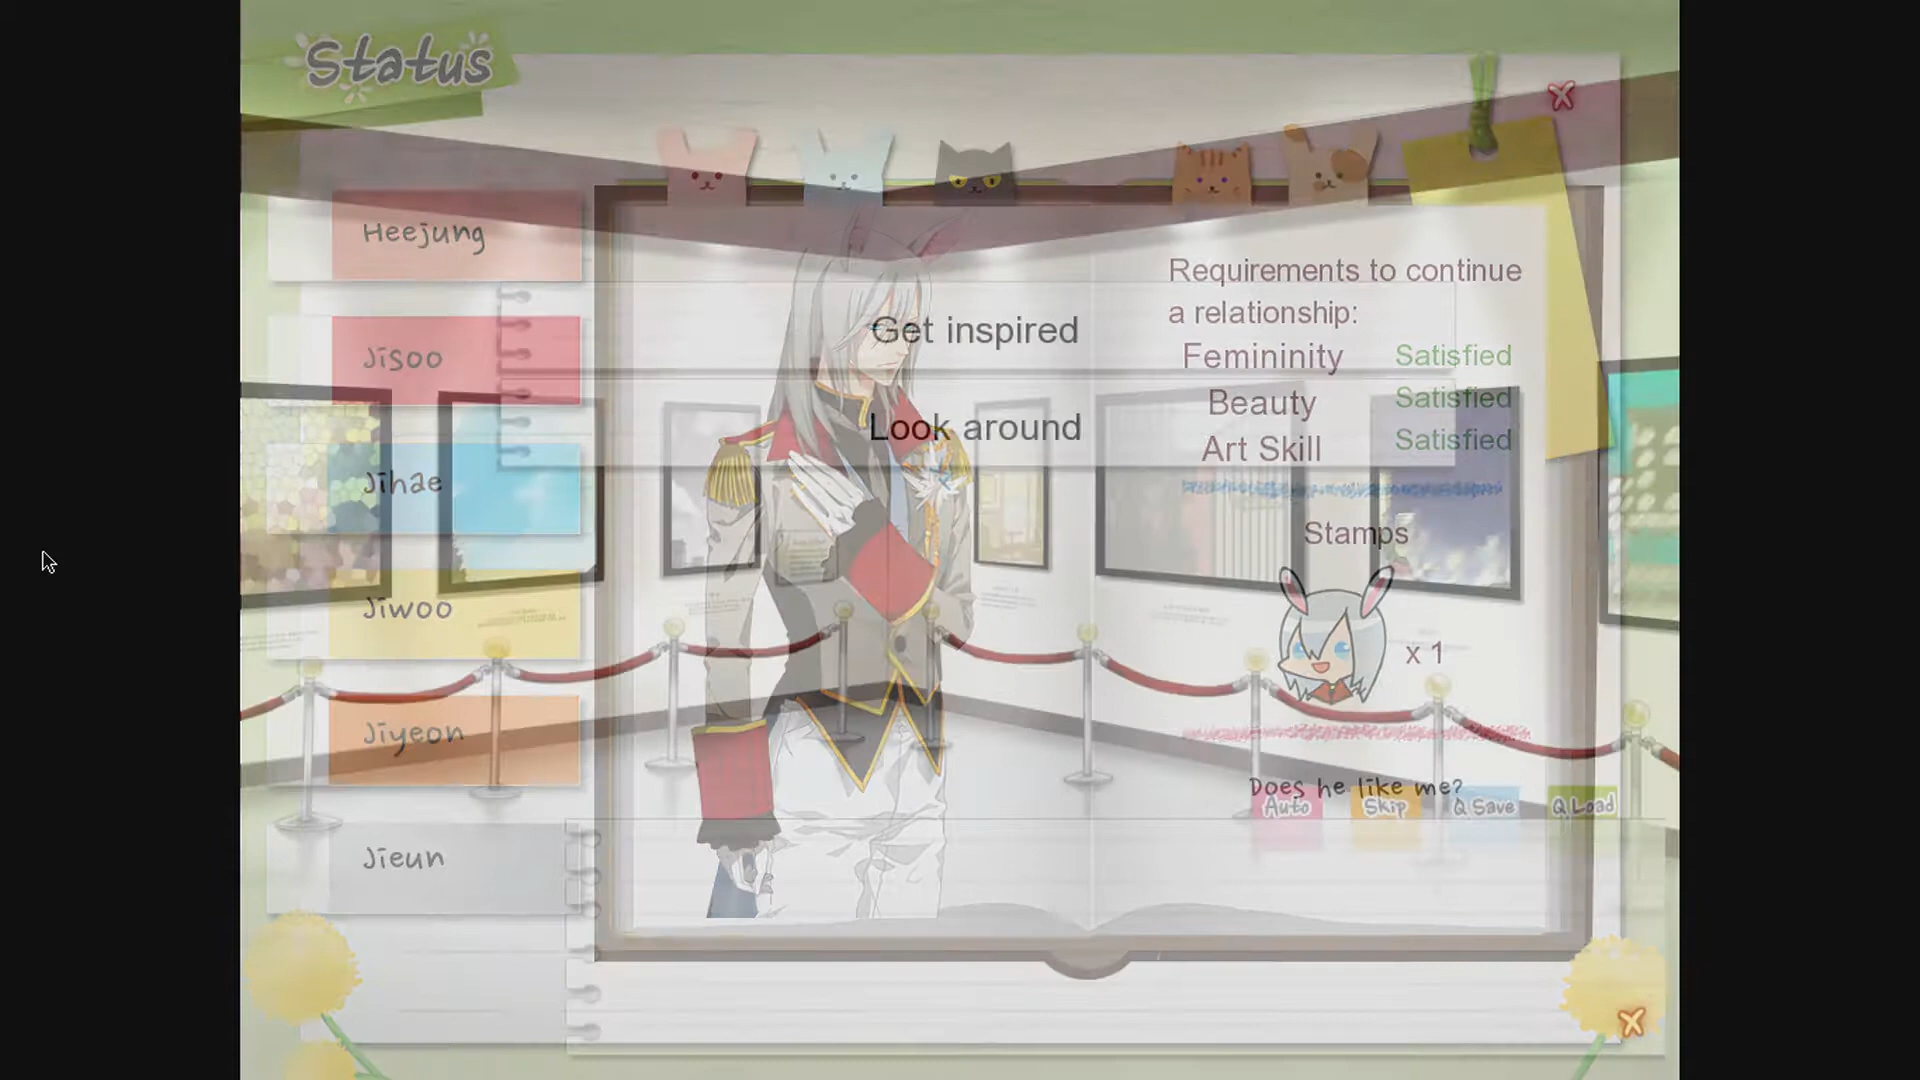 Status
Heejung
Jisoo
Jihae
Jiwoo
Jiyeon
Jieun
Get inspired
Look around
Requirements to continue
a relationship:
Femininity Satisfied
Beauty Satisfied
Art Skill Satisfied
Stamps
x 1
Does he like me?
Auto Skip Q Save Q Load